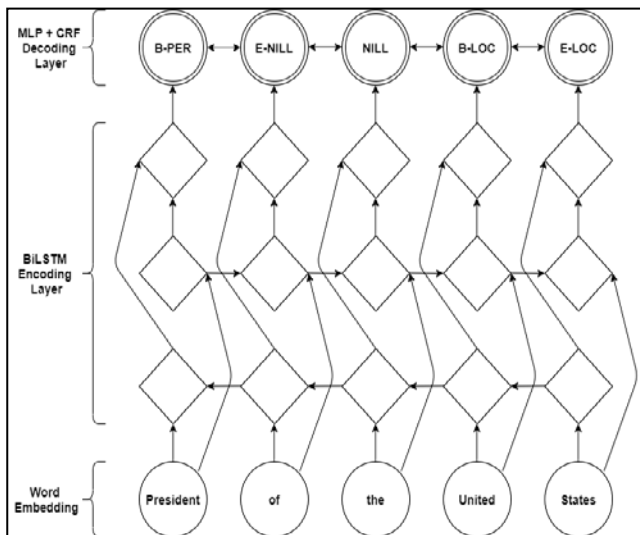 MLP + CRF
Decoding
Layer
B-PER
E-NILL
NILL
B-LOC
E-LOC
BiLSTM
Encoding
Layer
Word
Embedding
President
of
the
United
States